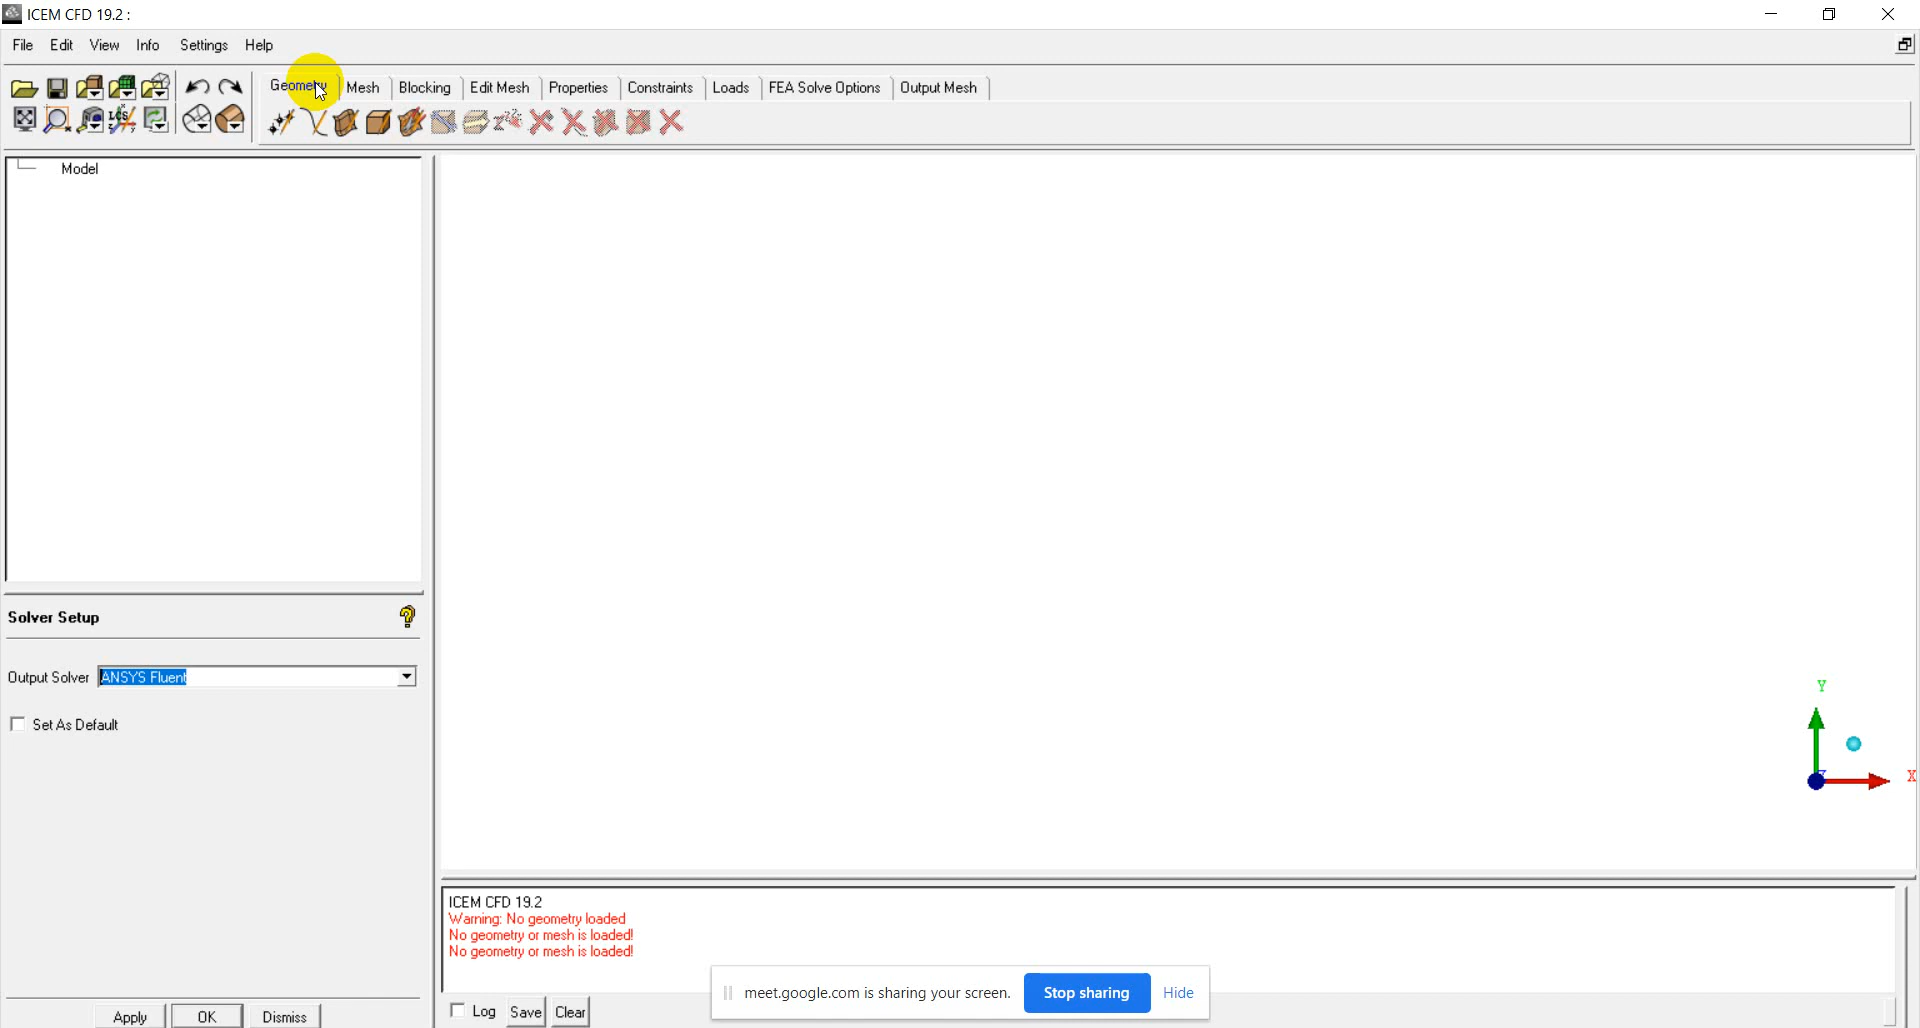 ICEM CFD 19.2 :
File Edit View Info Settings Help
Geometry Mesh Blocking Edit Mesh Properties Constraints Loads FEA Solve Options Output Mesh
LCS
Model
Solver Setup
Output Solver ANSYS Fluent
Set As Default
Apply OK Dismiss
Y
X
ICEM CFD 19.2
Warning: No geometry loaded
No geometry or mesh is loaded!
No geometry or mesh is loaded!
Log Save Clear
meet.google.com is sharing your screen. Stop sharing Hide